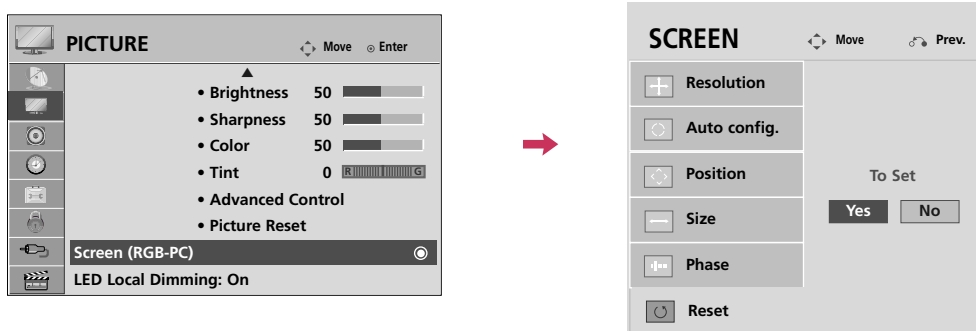 PICTURE Move Enter
• Brightness 50
• Sharpness 50
• Color 50
• Tint 0 R G
• Advanced Control
• Picture Reset
Screen (RGB-PC)
LED Local Dimming: On
SCREEN Move Prev.
Resolution
Auto config.
Position
Size
Phase
Reset
To Set
Yes No